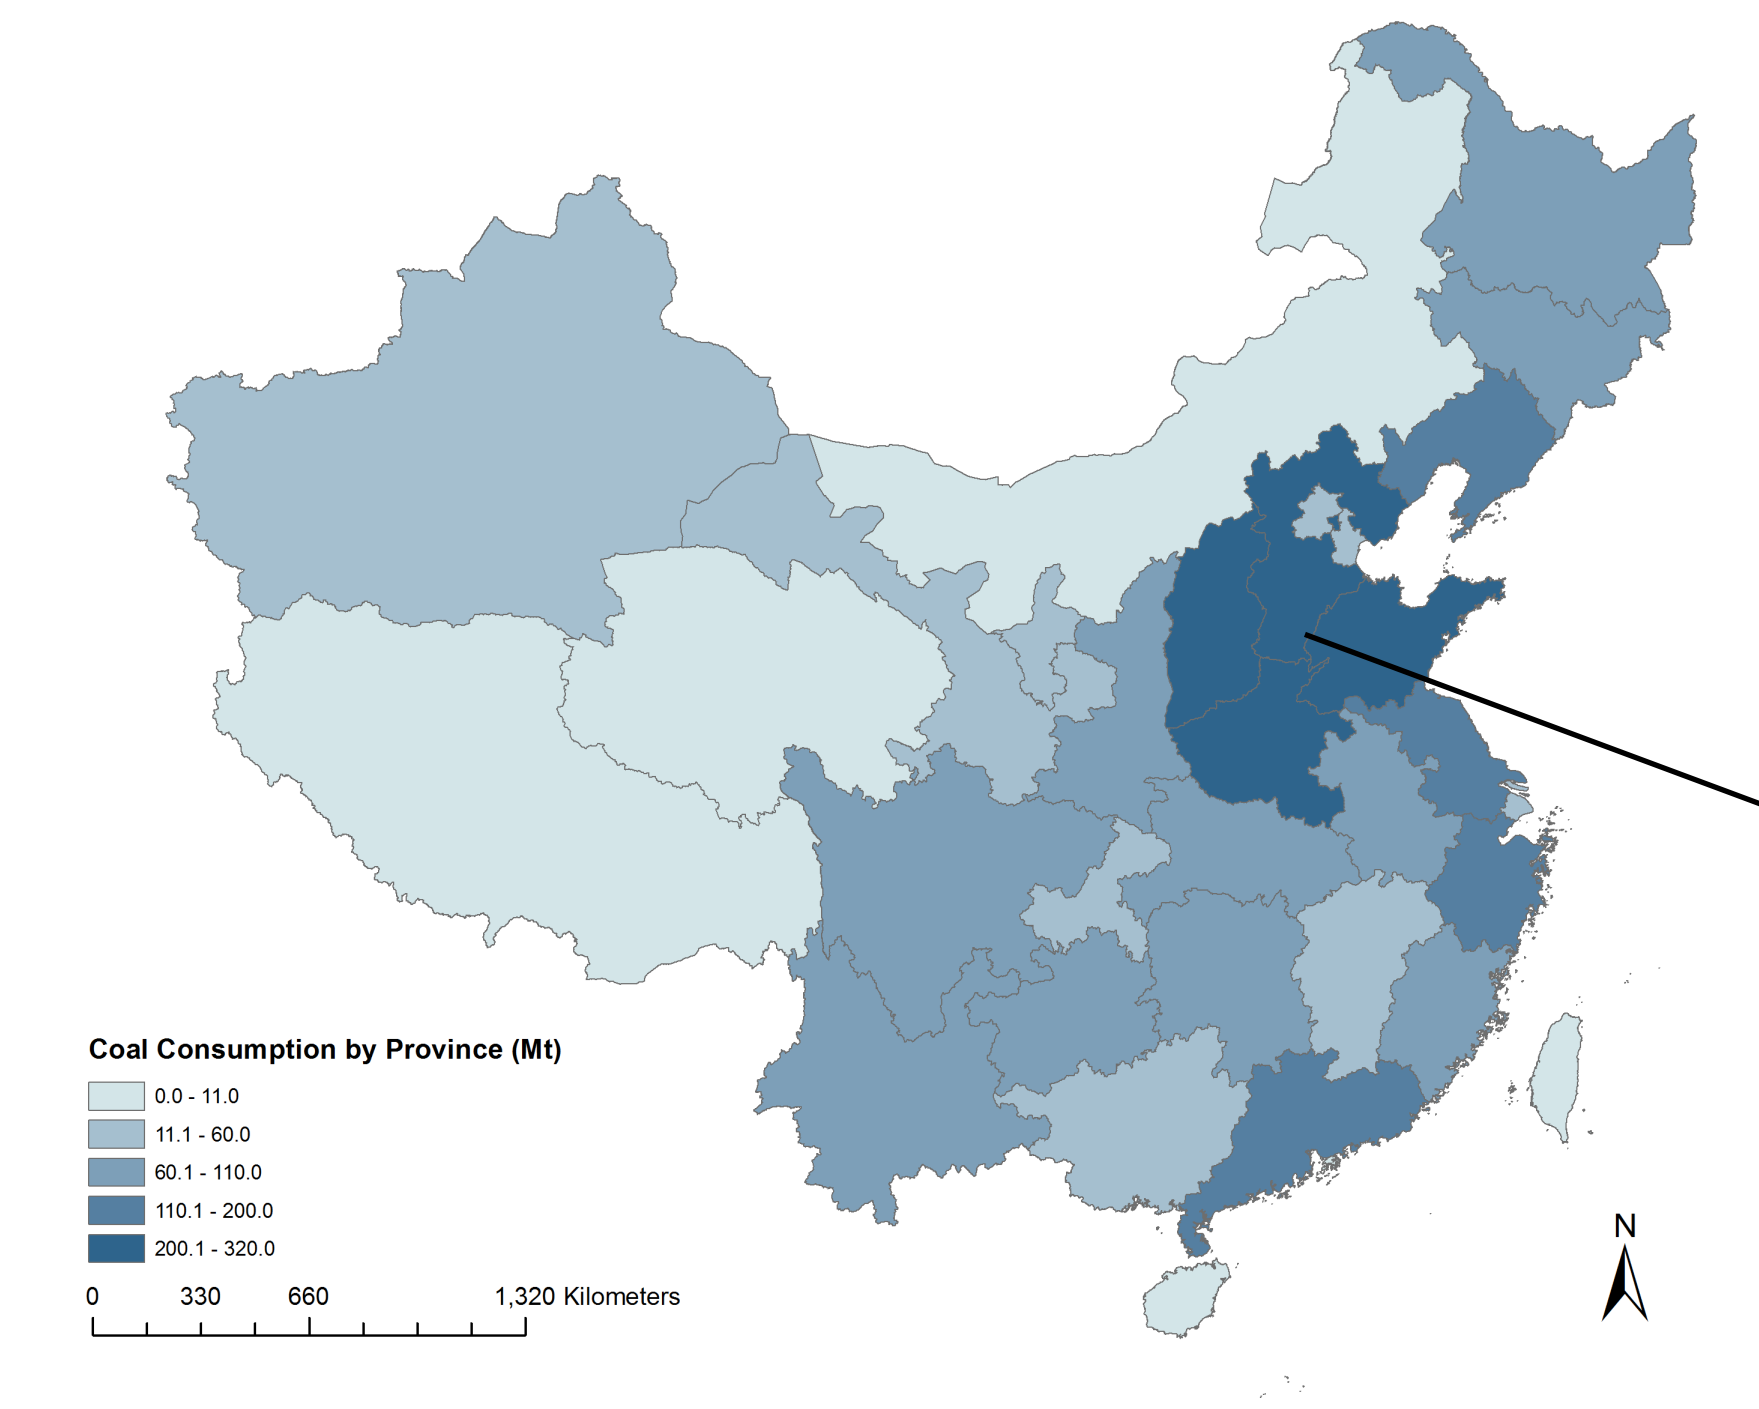 Coal Consumption by Province (Mt)
0.0 - 11.0
11.1 - 60.0
60.1 - 110.0
110.1 - 200.0
200.1 - 320.0
0 330 660 1,320 Kilometers
N